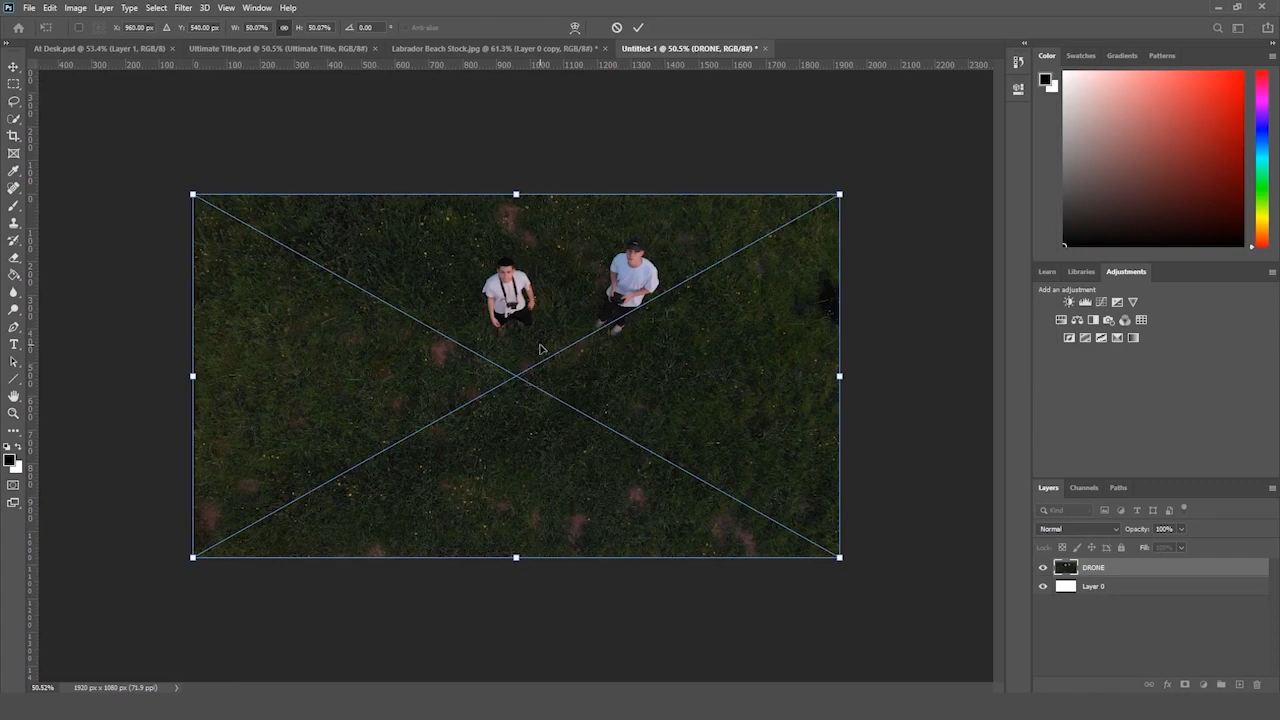 Ps File Edit Image Layer Type Select Filter 3D View Window Help
X: 960.00 px Y: 540.00 px W: 50.07% H: 50.07% 0.00 ° Anti-alias
At Desk.psd @ 53.4% (Layer 1, RGB/8) × Ultimate Title.psd @ 50.5% (Ultimate Title, RGB/8#) × Labrador Beach Stock.jpg @ 61.3% (Layer 0 copy, RGB/8#) * × Untitled-1 @ 50.5% (DRONE, RGB/8#) * ×
400 300 200 100 0 100 200 300 400 500 600 700 800 900 1000 1100 1200 1300 1400 1500 1600 1700 1800 1900 2000 2100 2200 2300
Color Swatches Gradients Patterns
Learn Libraries Adjustments
Add an adjustment
Layers Channels Paths
Kind
Normal Opacity: 100%
Lock: Fill: 100%
DRONE
Layer 0
50.52% 1920 px x 1080 px (71.9 ppi)